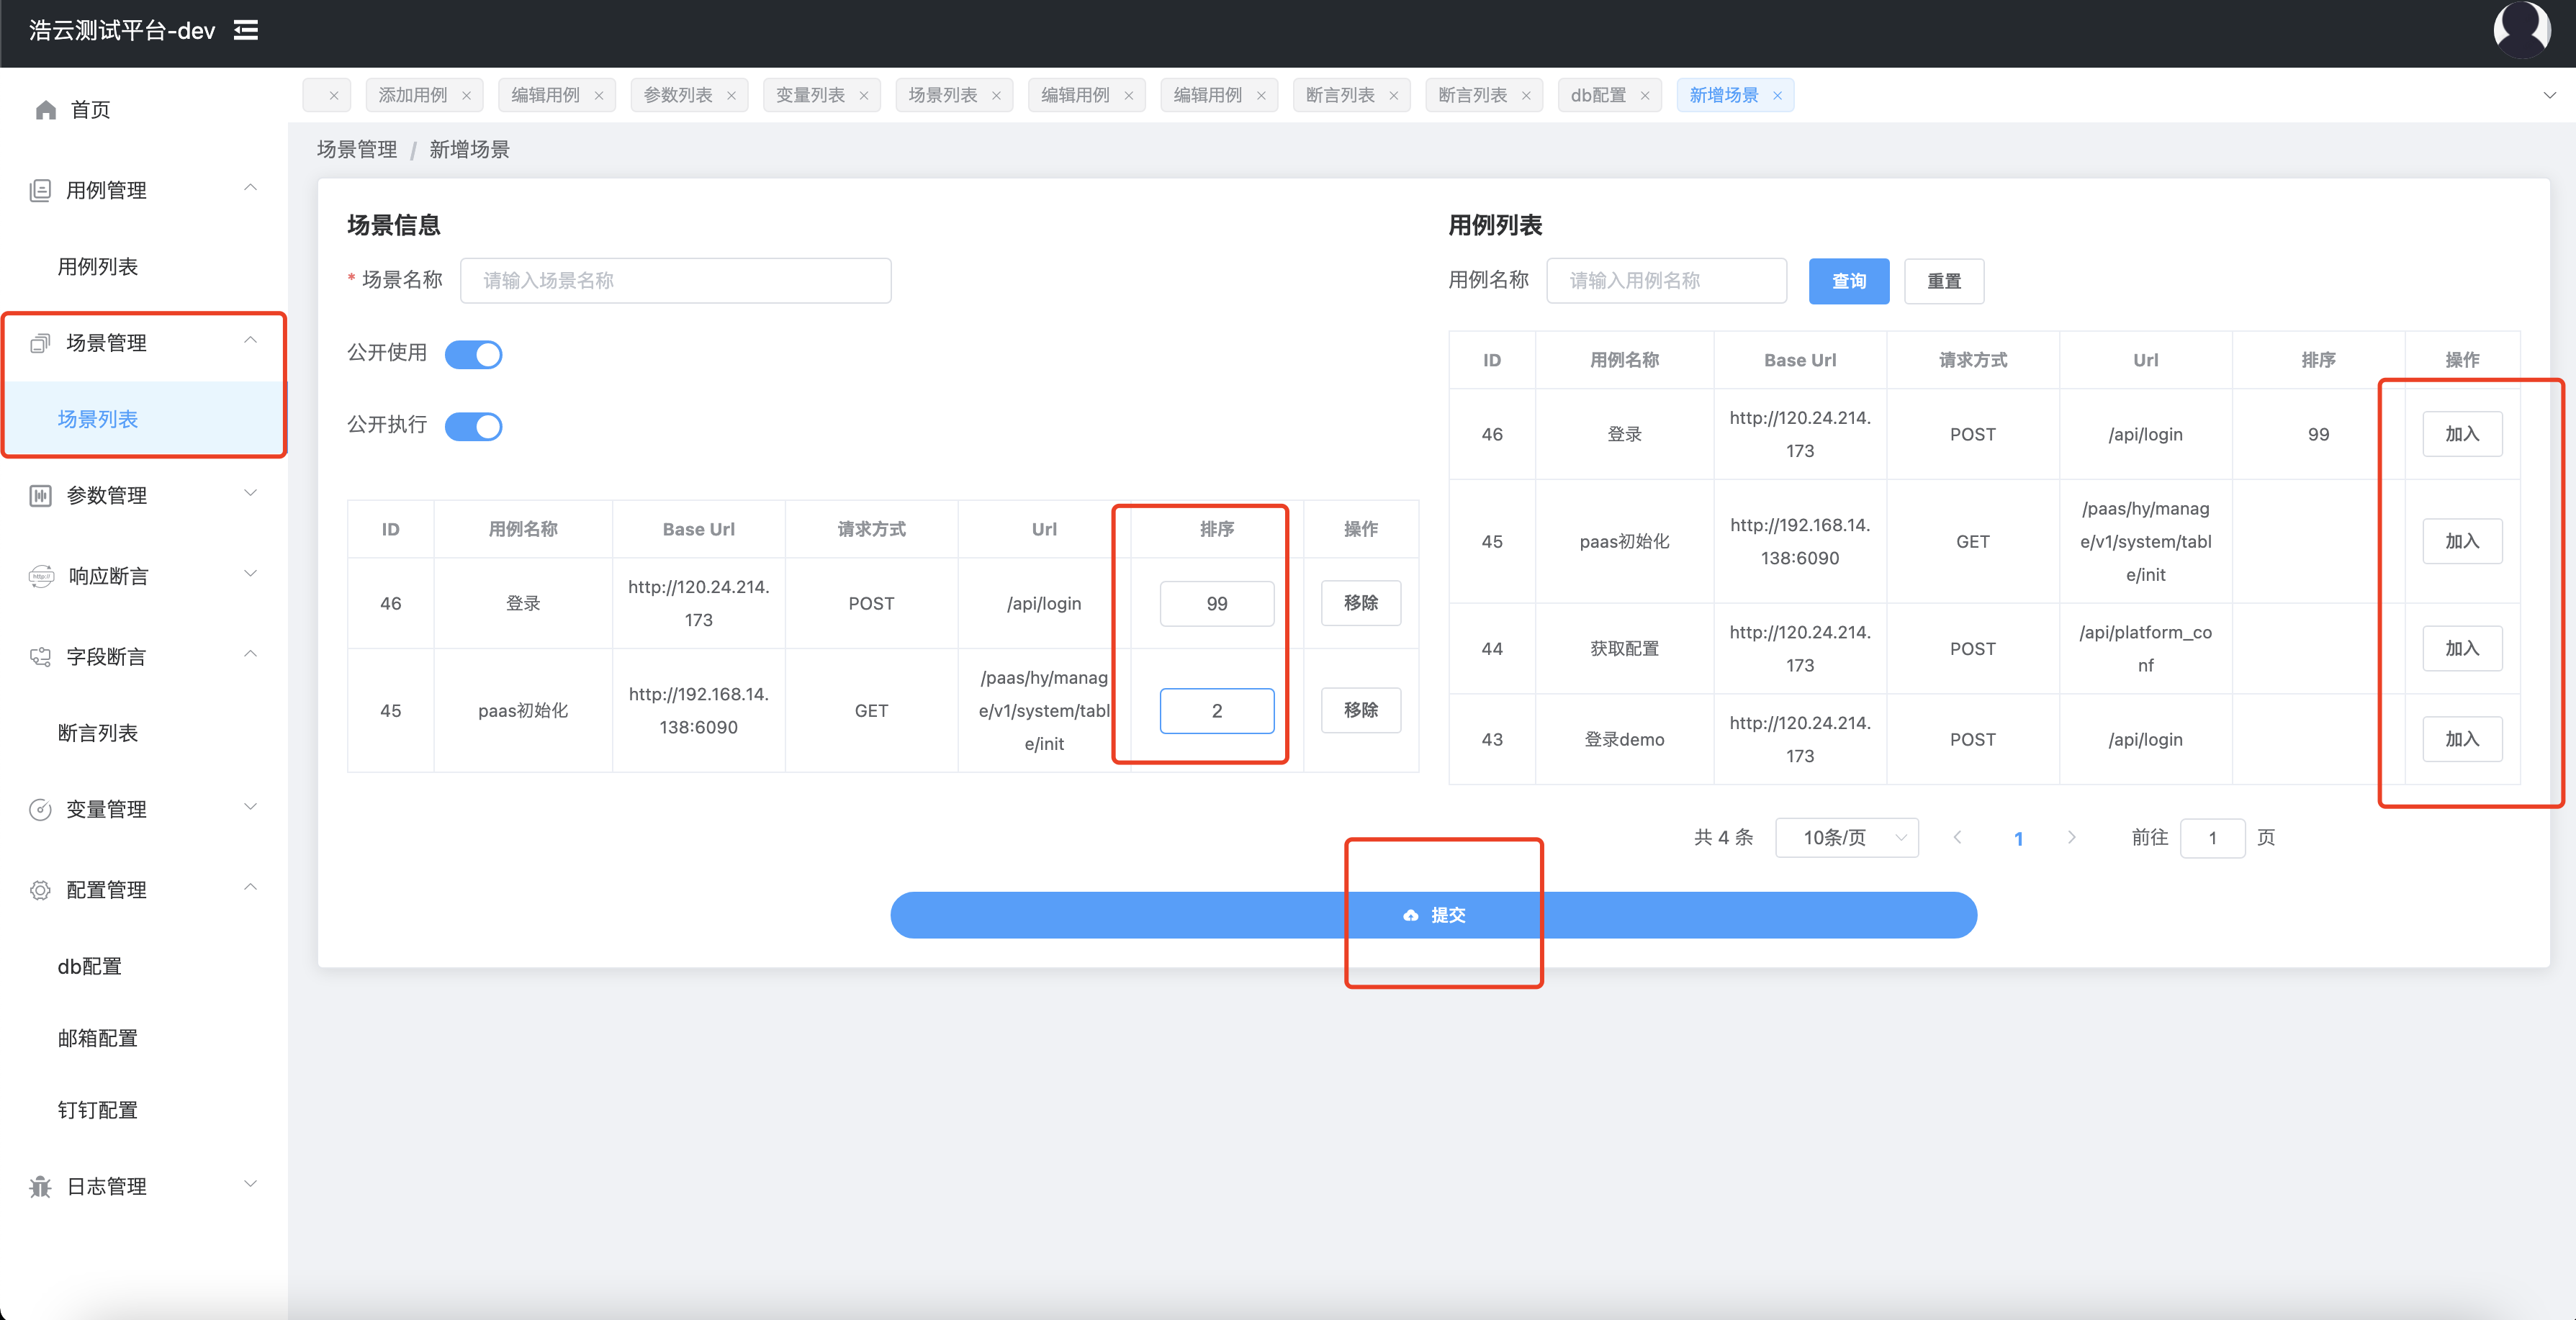 浩云测试平台-dev
首页
用例管理
用例列表
场景管理
场景列表
参数管理
响应断言
字段断言
断言列表
变量管理
配置管理
db配置
邮箱配置
钉钉配置
日志管理
添加用例 编辑用例 参数列表 变量列表 场景列表 编辑用例 编辑用例 断言列表 断言列表 db配置 新增场景
场景管理 / 新增场景
场景信息
* 场景名称 请输入场景名称
公开使用
公开执行
ID 用例名称 Base Url 请求方式 Url 排序 操作
46 登录 http://120.24.214.
173 POST /api/login 99 移除
45 paas初始化 http://192.168.14.
138:6090 GET /paas/hy/manag
e/v1/system/tabl
e/init 2 移除
用例列表
用例名称 请输入用例名称 查询 重置
ID 用例名称 Base Url 请求方式 Url 排序 操作
46 登录 http://120.24.214.
173 POST /api/login 99 加入
45 paas初始化 http://192.168.14.
138:6090 GET /paas/hy/manag
e/v1/system/tabl
e/init 加入
44 获取配置 http://120.24.214.
173 POST /api/platform_co
nf 加入
43 登录demo http://120.24.214.
173 POST /api/login 加入
共 4 条 10条/页 1 前往 1 页
提交